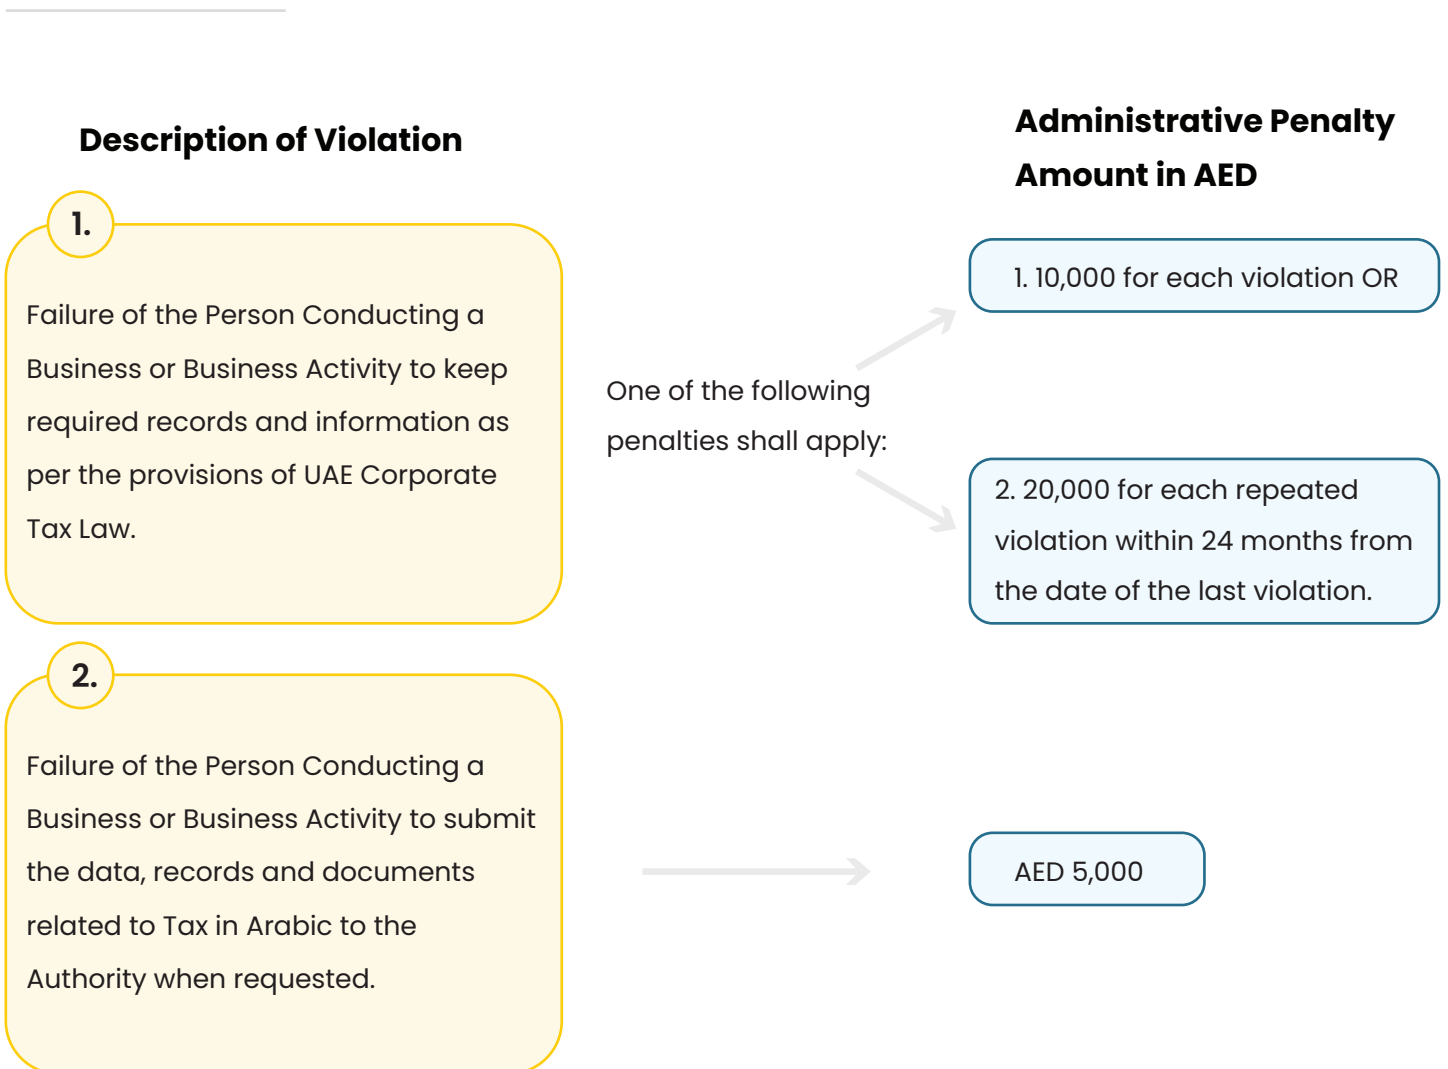 Description of Violation
Administrative Penalty
Amount in AED
1.
Failure of the Person Conducting a
Business or Business Activity to keep
required records and information as
per the provisions of UAE Corporate
Tax Law.
One of the following
penalties shall apply:
1. 10,000 for each violation OR
2. 20,000 for each repeated
violation within 24 months from
the date of the last violation.
2.
Failure of the Person Conducting a
Business or Business Activity to submit
the data, records and documents
related to Tax in Arabic to the
Authority when requested.
AED 5,000